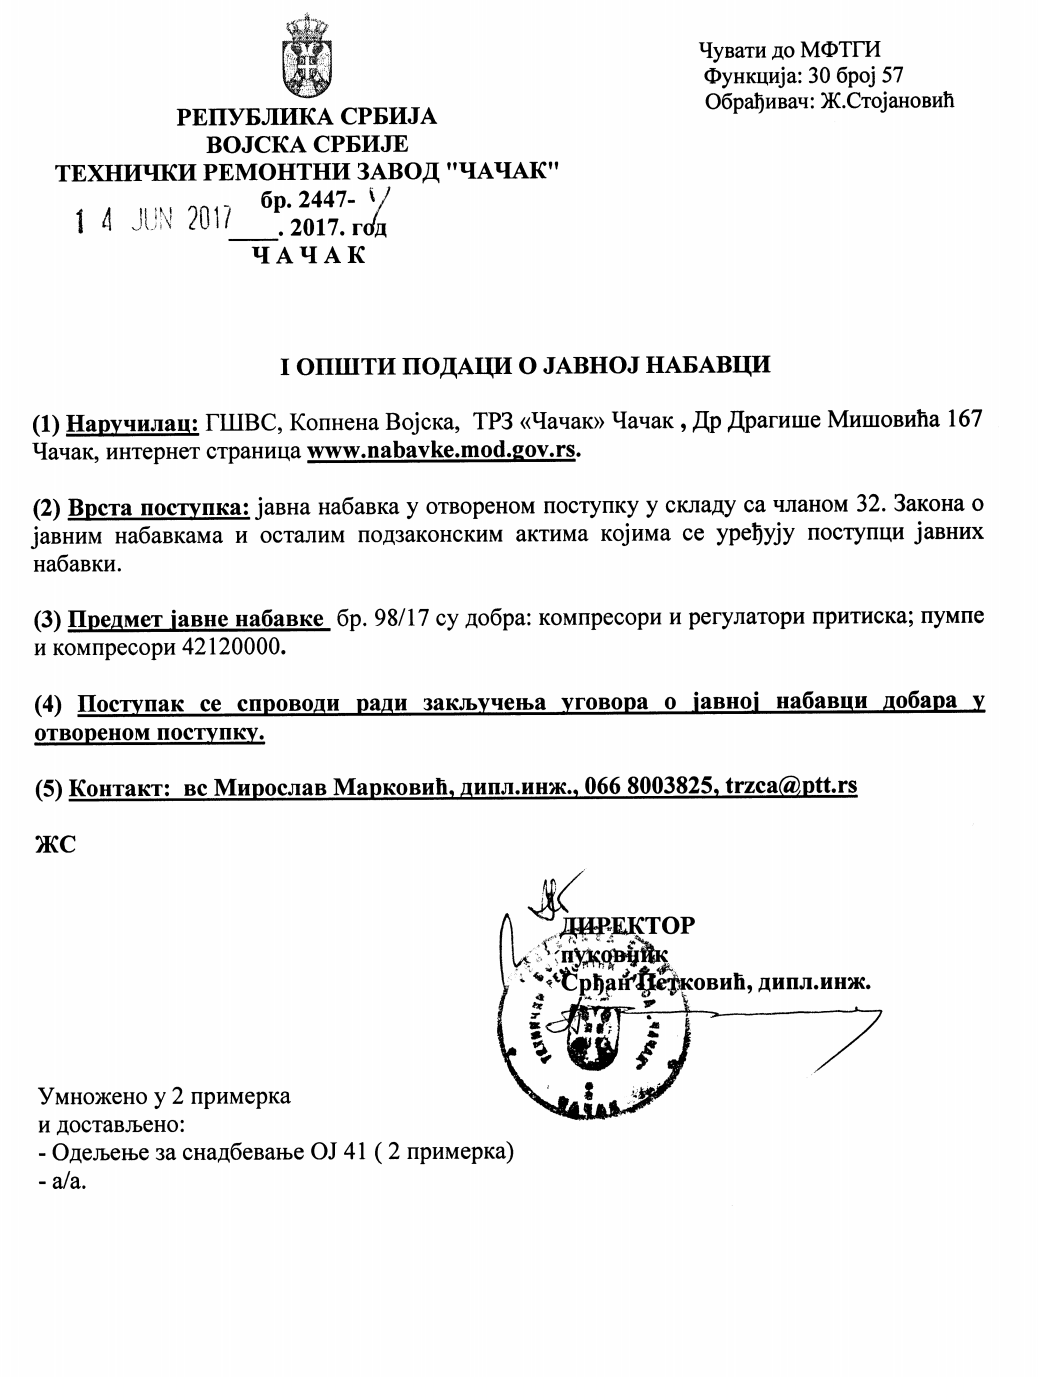 Чувати до МФТГИ
Функција: 30 број 57
Обрађивач: Ж.Стојановић
РЕПУБЛИКА СРБИЈА
ВОЈСКА СРБИЈЕ
ТЕХНИЧКИ РЕМОНТНИ ЗАВОД "ЧАЧАК"
бр. 2447-
14 JUN 2017 ____. 2017. год
Ч А Ч А К
I ОПШТИ ПОДАЦИ О ЈАВНОЈ НАБАВЦИ
(1) Наручилац: ГШВС, Копнена Војска, ТРЗ «Чачак» Чачак , Др Драгише Мишовића 167
Чачак, интернет страница www.nabavke.mod.gov.rs.
(2) Врста поступка: јавна набавка у отвореном поступку у складу са чланом 32. Закона о
јавним набавкама и осталим подзаконским актима којима се уређују поступци јавних
набавки.
(3) Предмет јавне набавке бр. 98/17 су добра: компресори и регулатори притиска; пумпе
и компресори 42120000.
(4) Поступак се спроводи ради закључења уговора о јавној набавци добара у
отвореном поступку.
(5) Контакт: вс Мирослав Марковић, дипл.инж., 066 8003825, trzca@ptt.rs
ЖС
ДИРЕКТОР
пуковник
Срђан Петковић, дипл.инж.
Умножено у 2 примерка
и достављено:
- Одељење за снадбевање ОЈ 41 ( 2 примерка)
- а/а.